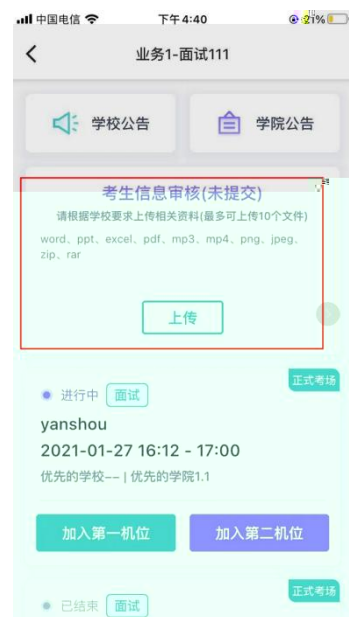 中国电信 下午4:40 21%
业务1-面试111
学校公告 学院公告
考生信息审核(未提交)
请根据学校要求上传相关资料(最多可上传10个文件)
word、ppt、excel、pdf、mp3、mp4、png、jpeg、
zip、rar
上传
正式考场
进行中 面试
yanshou
2021-01-27 16:12 - 17:00
优先的学校–– | 优先的学院1.1
加入第一机位 加入第二机位
正式考场
已结束 面试